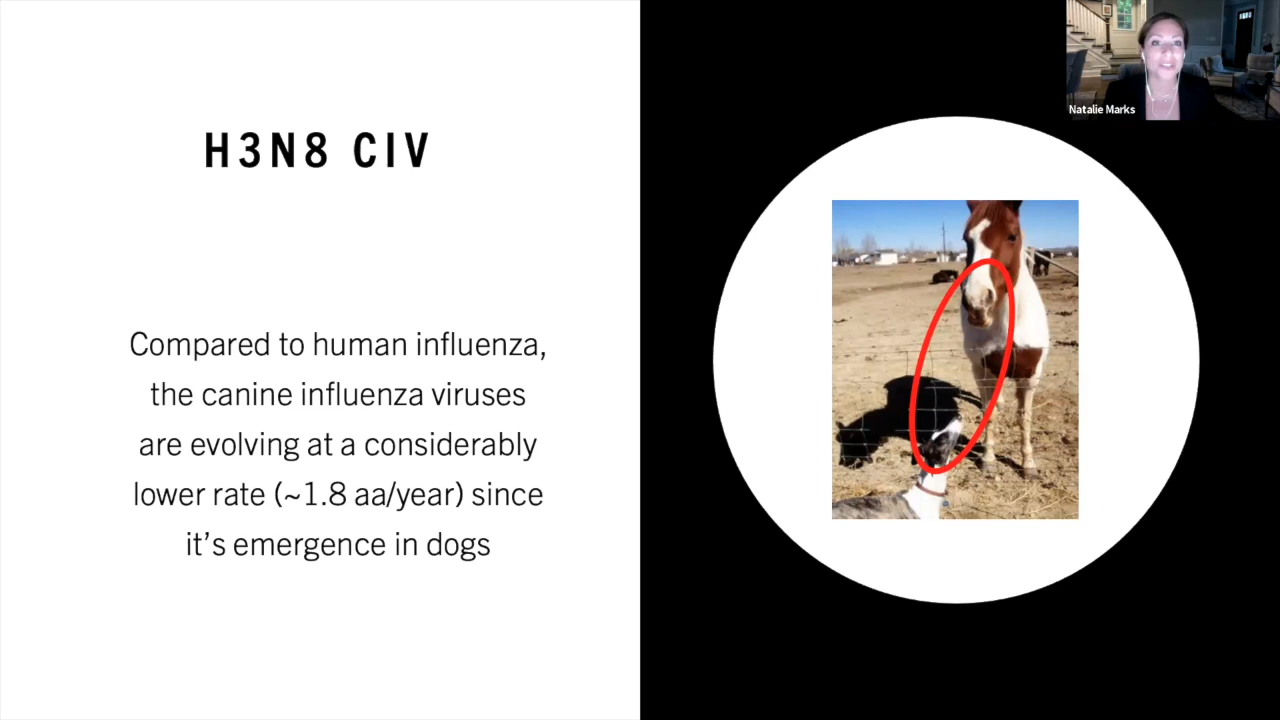 H3N8 CIV
Compared to human influenza,
the canine influenza viruses
are evolving at a considerably
lower rate (~1.8 aa/year) since
it's emergence in dogs
Natalie Marks